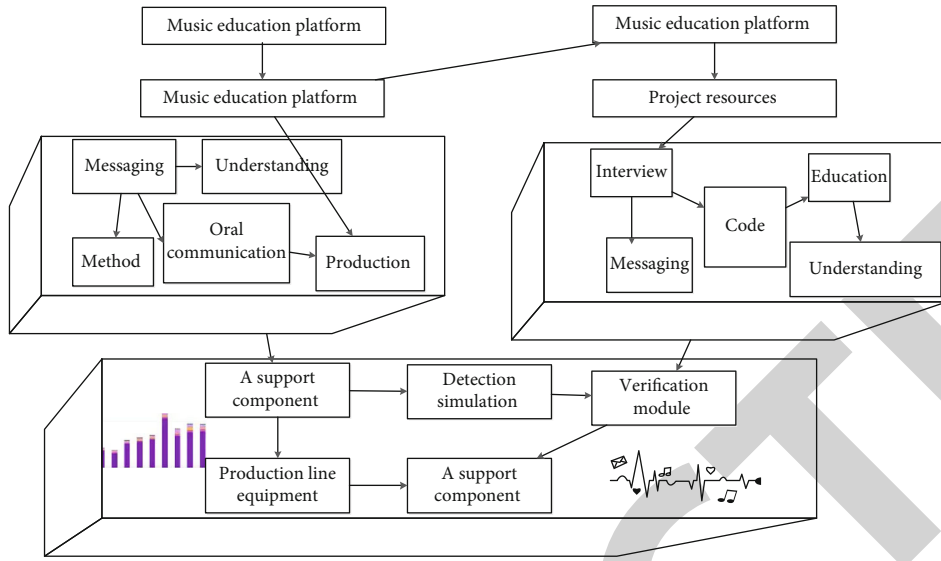 Music education platform
Music education platform
Music education platform
Project resources
Messaging
Understanding
Method
Oral
communication
Production
Interview
Code
Education
Messaging
Understanding
A support
component
Detection
simulation
Verification
module
Production line
equipment
A support
component